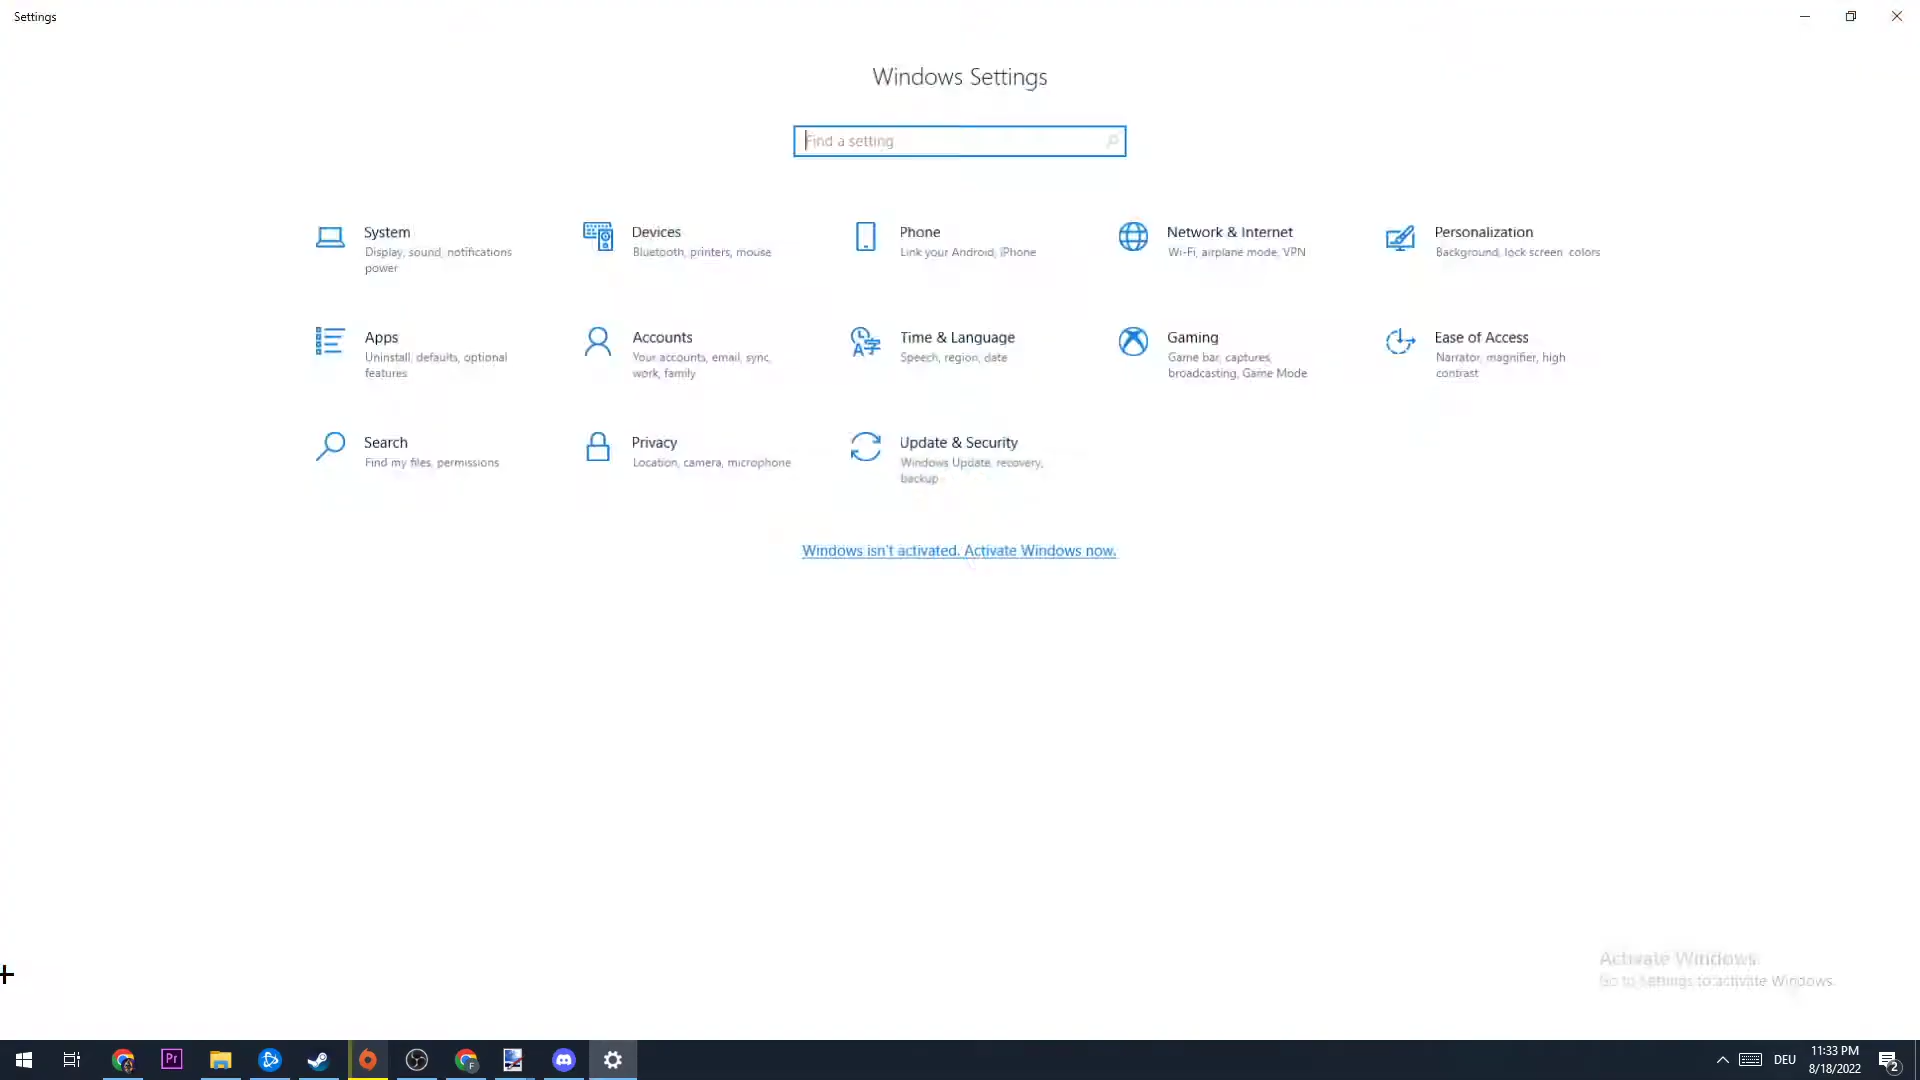 Settings
Windows Settings
Find a setting
System
Display, sound, notifications
power
Devices
Bluetooth, printers, mouse
Phone
Link your Android, iPhone
Network & Internet
Wi-Fi, airplane mode, VPN
Personalization
Background, lock screen colors
Apps
Uninstall, defaults, optional
features
Accounts
Your accounts, email, sync,
work, family
Time & Language
Speech, region, date
Gaming
Game bar, captures,
broadcasting, Game Mode
Ease of Access
Narrator, magnifier, high
contrast
Search
Find my files, permissions
Privacy
Location, camera, microphone
Update & Security
Windows Update, recovery,
backup
Windows isn't activated. Activate Windows now.
Activate Windows
Go to Settings to activate Windows.
Pr
F
DEU
11:33 PM
8/18/2022
2